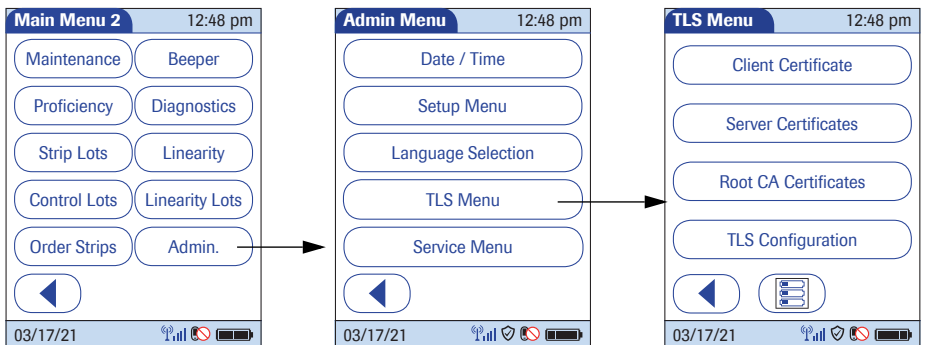 Main Menu 2 12:48 pm
Maintenance Beeper
Proficiency Diagnostics
Strip Lots Linearity
Control Lots Linearity Lots
Order Strips Admin.
03/17/21
Admin Menu 12:48 pm
Date / Time
Setup Menu
Language Selection
TLS Menu
Service Menu
03/17/21
TLS Menu 12:48 pm
Client Certificate
Server Certificates
Root CA Certificates
TLS Configuration
03/17/21